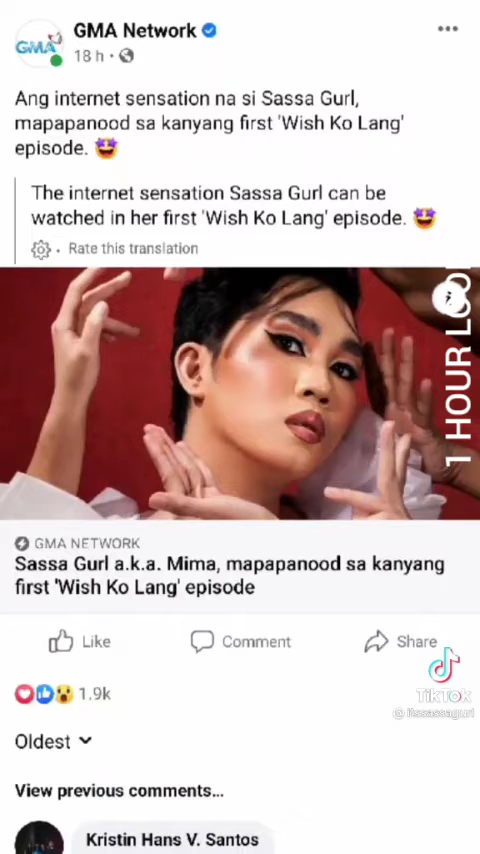 GMA
GMA Network
18 h
Ang internet sensation na si Sassa Gurl,
mapapanood sa kanyang first 'Wish Ko Lang'
episode. 🤩
The internet sensation Sassa Gurl can be
watched in her first 'Wish Ko Lang' episode. 🤩
Rate this translation
1 HOUR
GMA NETWORK
Sassa Gurl a.k.a. Mima, mapapanood sa kanyang
first 'Wish Ko Lang' episode
Like
Comment
Share
TikTok
@itssassagurl
1.9k
Oldest
View previous comments...
Kristin Hans V. Santos